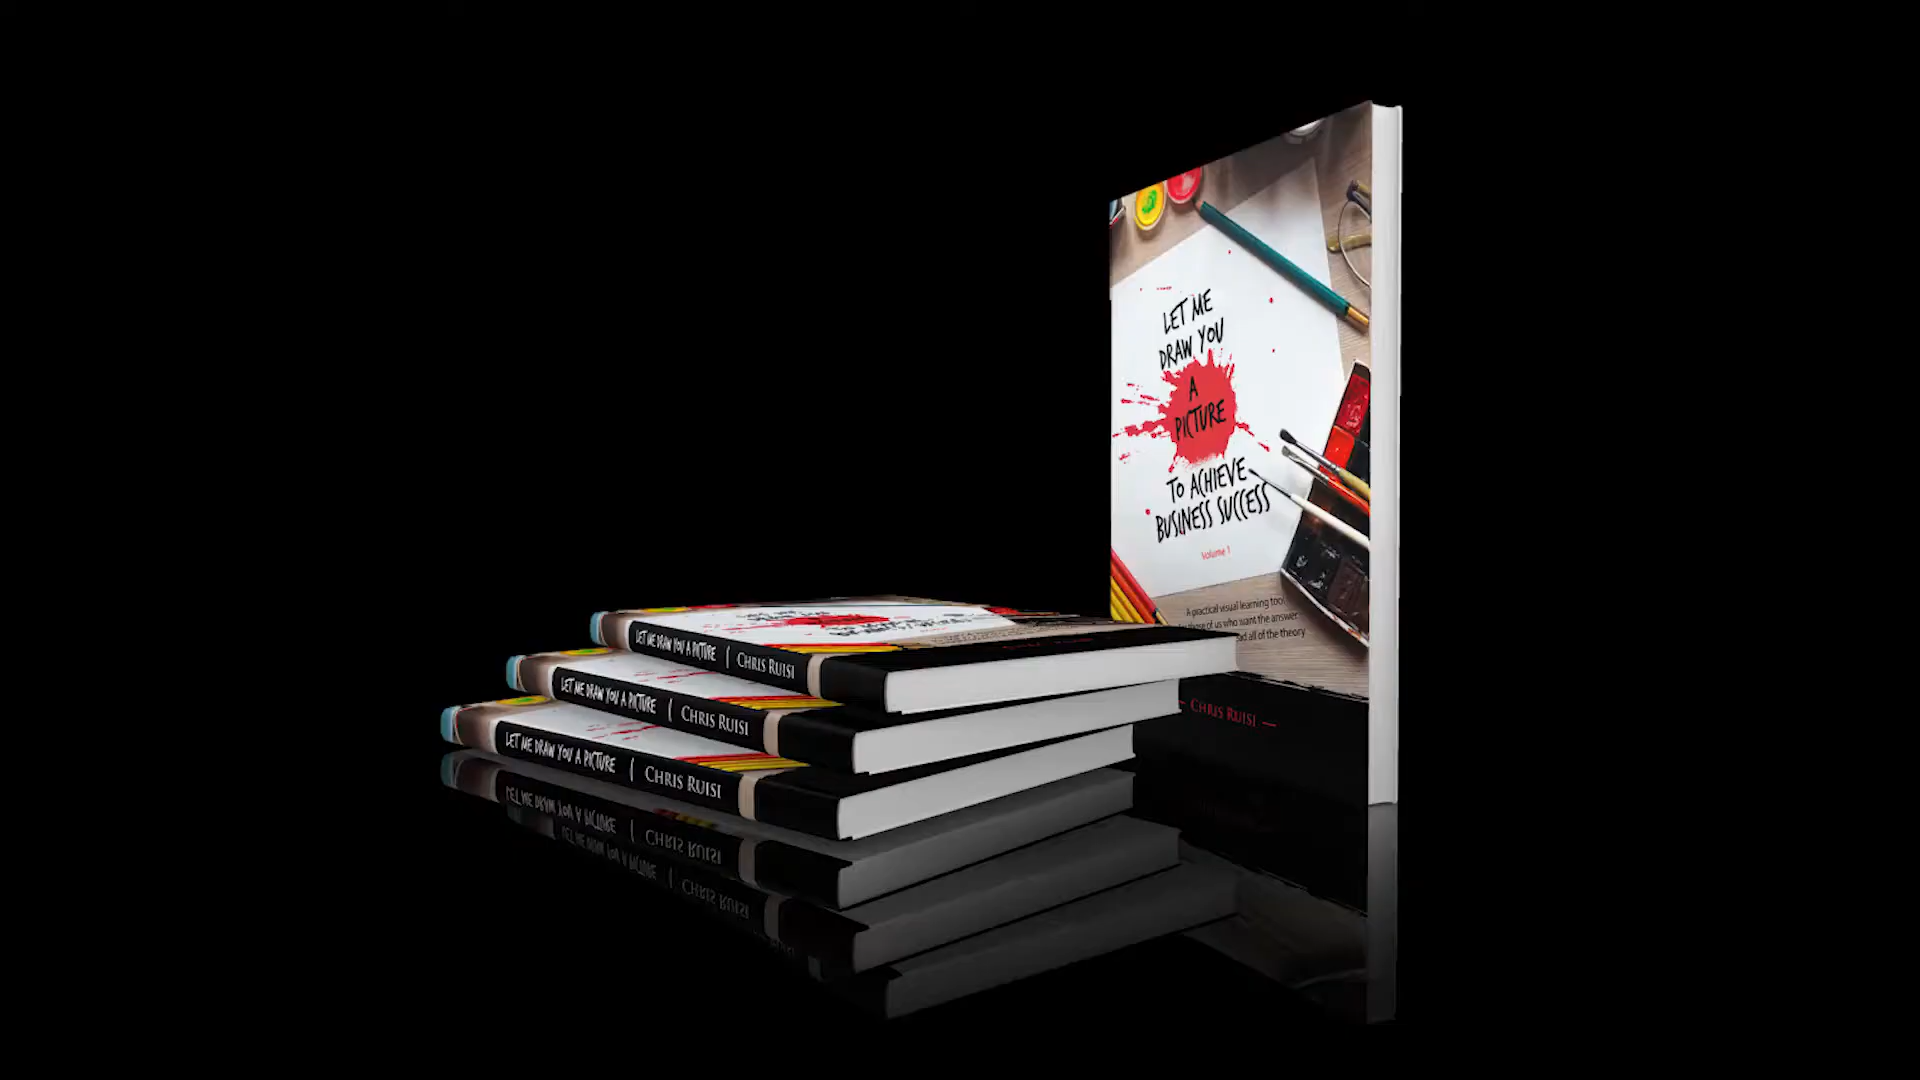 LET ME
DRAW YOU
A
PICTURE
TO ACHIEVE
BUSINESS SUCCESS
Volume 1
A practical visual learning tool
of us who want the answer
all of the theory
— CHRIS RUISI —
LET ME DRAW YOU A PICTURE | CHRIS RUISI
LET ME DRAW YOU A PICTURE | CHRIS RUISI
LET ME DRAW YOU A PICTURE | CHRIS RUISI